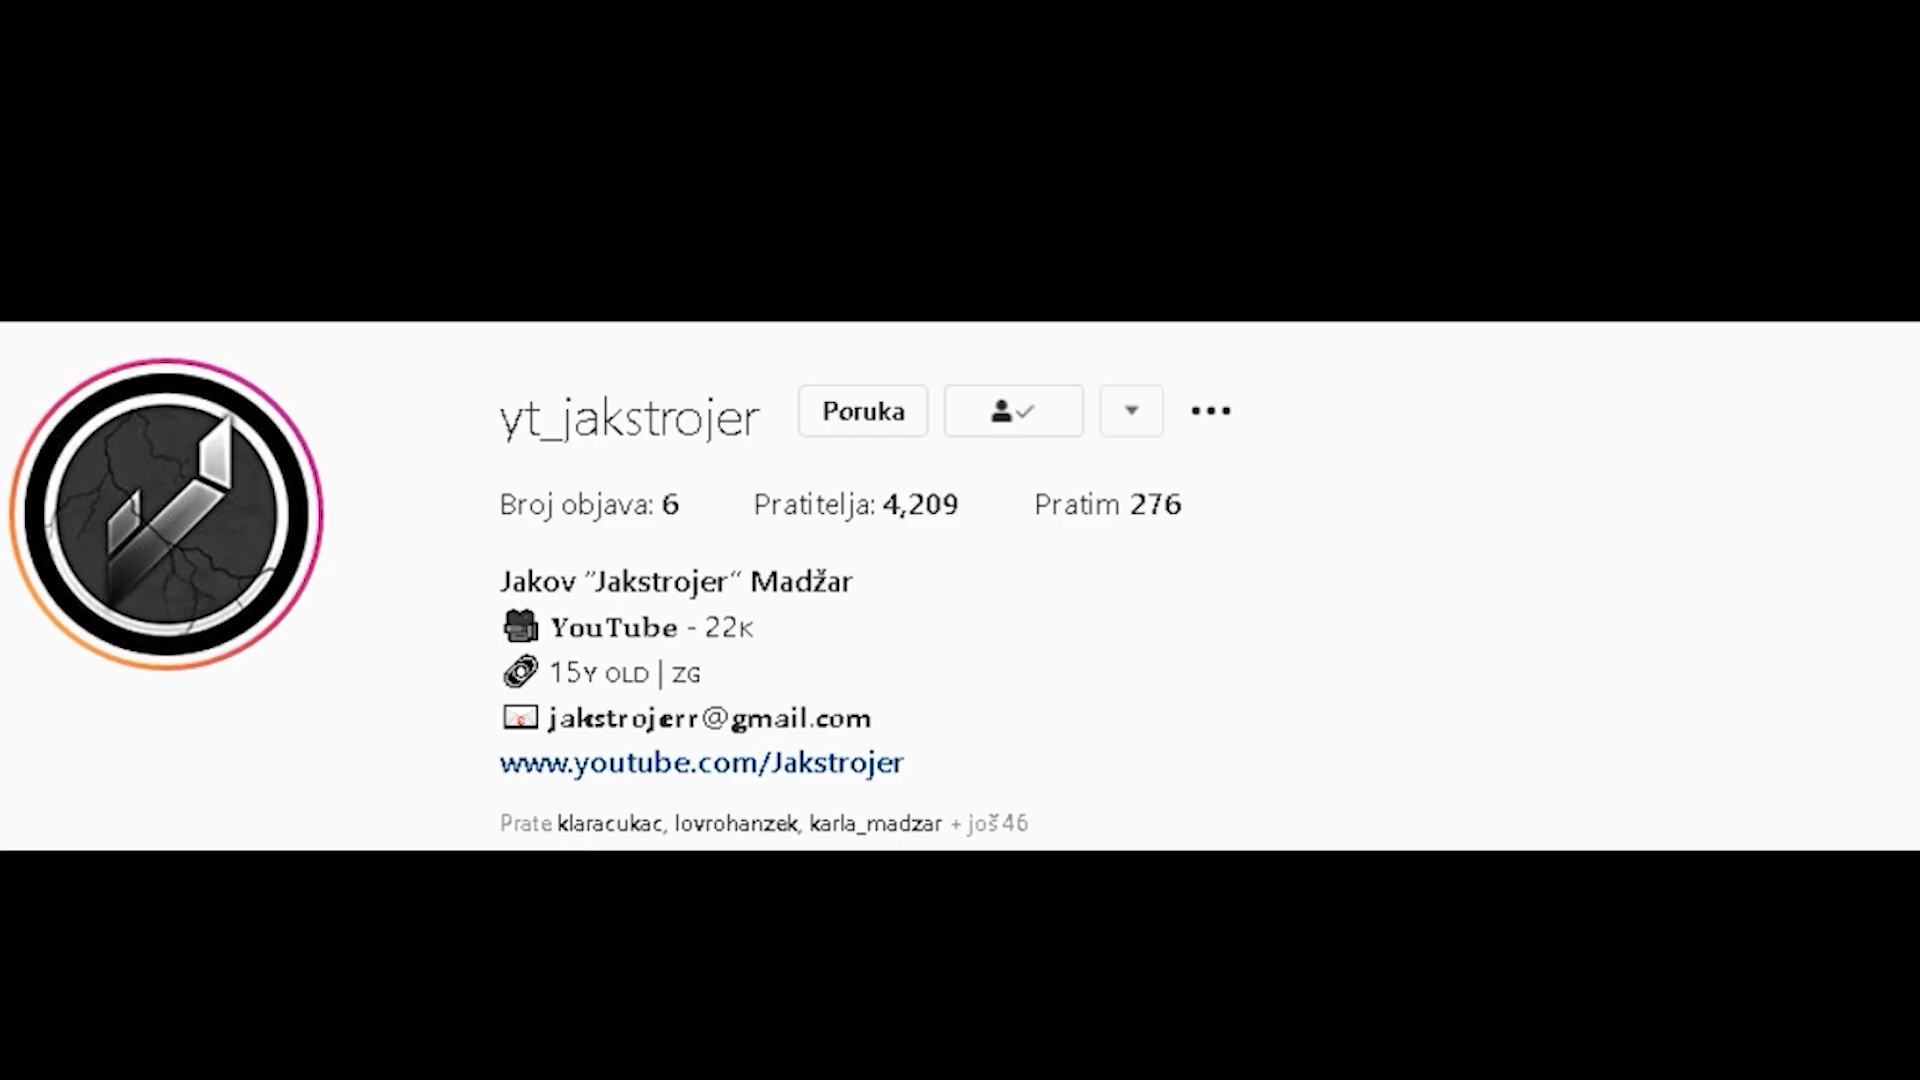 yt_jakstrojer Poruka
Broj objava: 6 Pratitelja: 4,209 Pratim 276
Jakov "Jakstrojer" Madžar
YouTube - 22K
15Y OLD | ZG
jakstrojerr@gmail.com
www.youtube.com/Jakstrojer
Prate klaracukac, lovrohanzek, karla_madzar + još 46